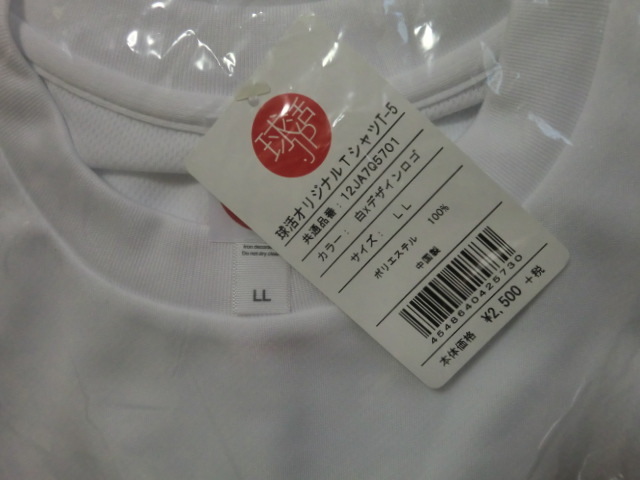 球活
.JP
球活オリジナルTシャツT-5
共通品番:12JA705701
カラー: 白×デザインロゴ
サイズ: LL
ポリエステル 100%
中国製
4548640425730
本体価格 ¥2,500 +税
LL